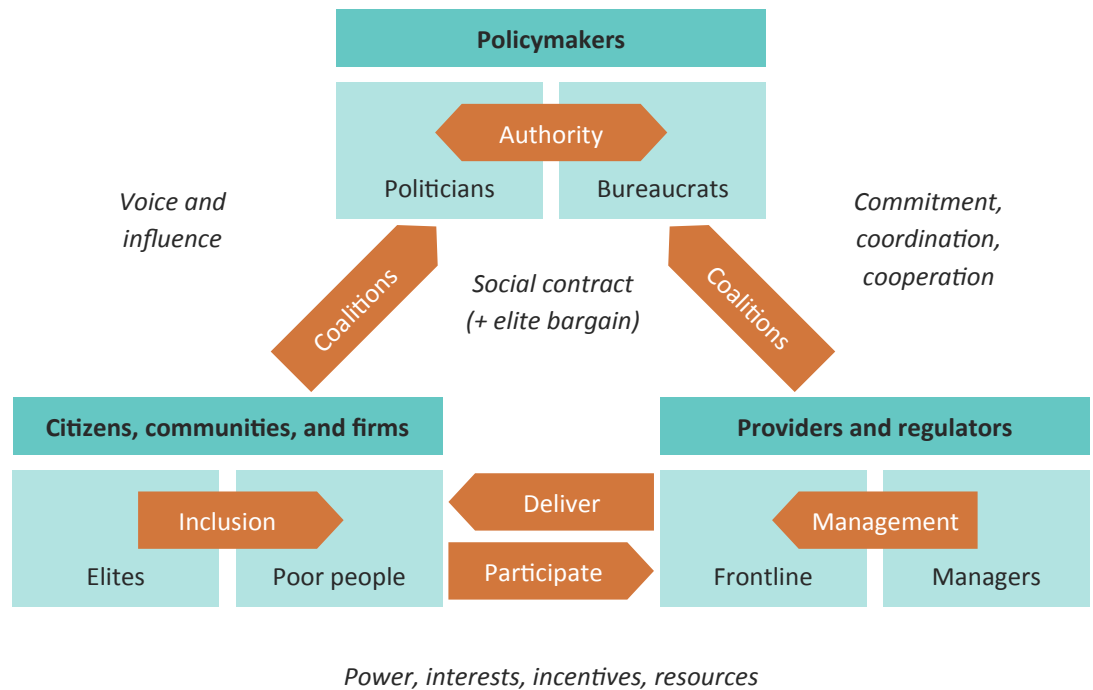 Policymakers
Authority
Politicians
Bureaucrats
Voice and
influence
Commitment,
coordination,
cooperation
Coalitions
Social contract
(+ elite bargain)
Coalitions
Citizens, communities, and firms
Providers and regulators
Inclusion
Elites
Poor people
Deliver
Participate
Management
Frontline
Managers
Power, interests, incentives, resources